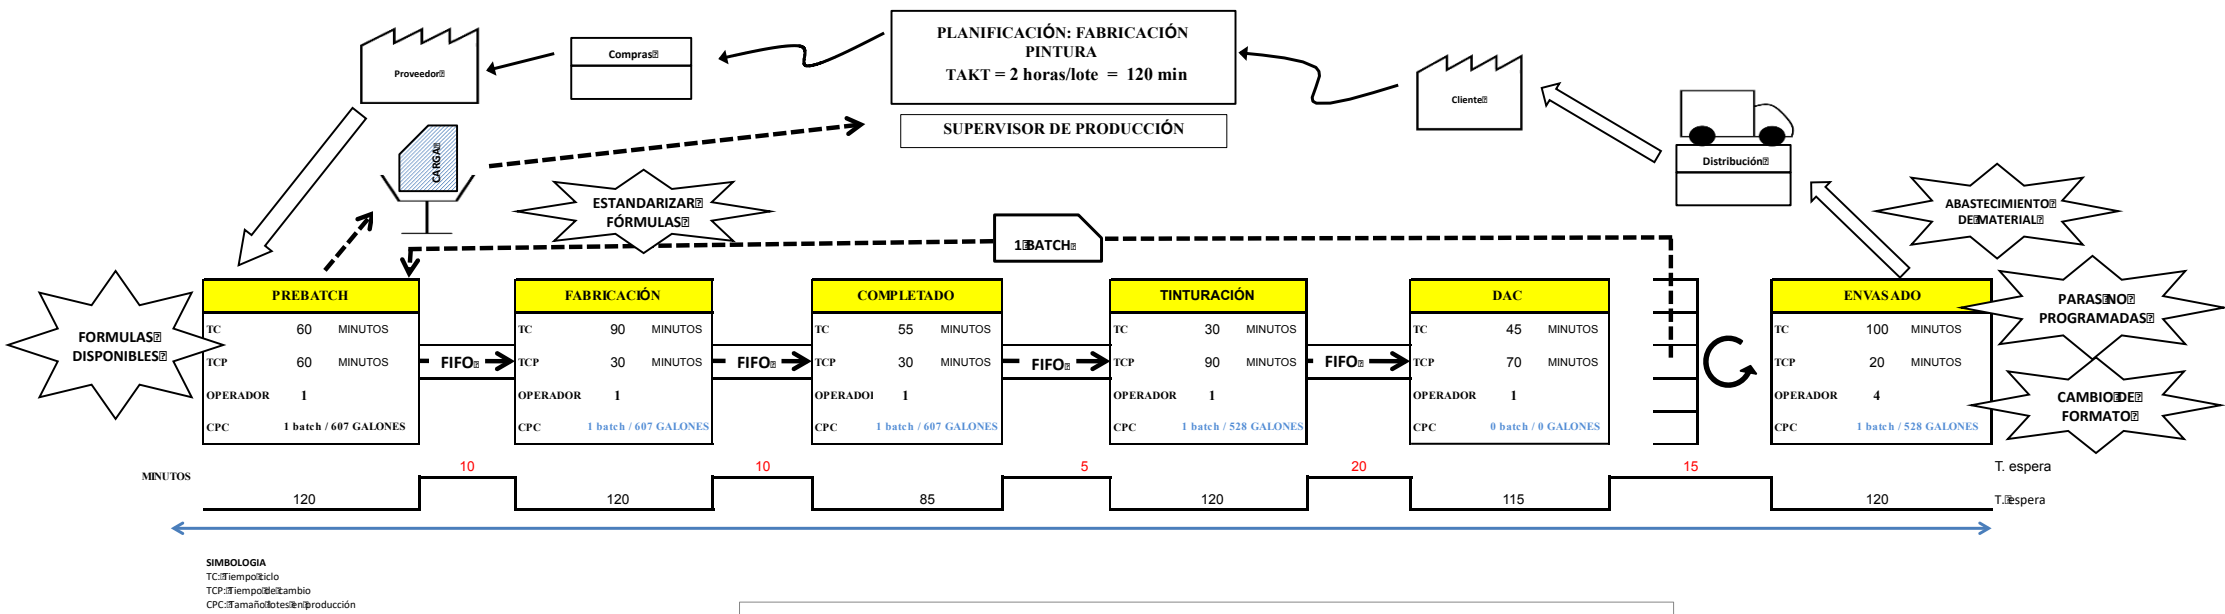 PLANIFICACIÓN: FABRICACIÓN
PINTURA
TAKT = 2 horas/lote = 120 min
SUPERVISOR DE PRODUCCIÓN
Proveedor
Compras
Cliente
Distribución
CARGA
ESTANDARIZAR
FÓRMULAS
1 BATCH
ABASTECIMIENTO
DE MATERIAL
FORMULAS
DISPONIBLES
PARAS NO
PROGRAMADAS
CAMBIO DE
FORMATO
PREBATCH
TC 60 MINUTOS
TCP 60 MINUTOS
OPERADOR 1
CPC 1 batch / 607 GALONES
FIFO
FABRICACIÓN
TC 90 MINUTOS
TCP 30 MINUTOS
OPERADOR 1
CPC 1 batch / 607 GALONES
FIFO
COMPLETADO
TC 55 MINUTOS
TCP 30 MINUTOS
OPERADOR 1
CPC 1 batch / 607 GALONES
FIFO
TINTURACIÓN
TC 30 MINUTOS
TCP 90 MINUTOS
OPERADOR 1
CPC 1 batch / 528 GALONES
FIFO
DAC
TC 45 MINUTOS
TCP 70 MINUTOS
OPERADOR 1
CPC 0 batch / 0 GALONES
ENVASADO
TC 100 MINUTOS
TCP 20 MINUTOS
OPERADOR 4
CPC 1 batch / 528 GALONES
MINUTOS
10 10 5 20 15 T. espera
120 120 85 120 115 120 T. espera
SIMBOLOGIA
TC: Tiempo ciclo
TCP: Tiempo de cambio
CPC: Tamaño lotes en producción